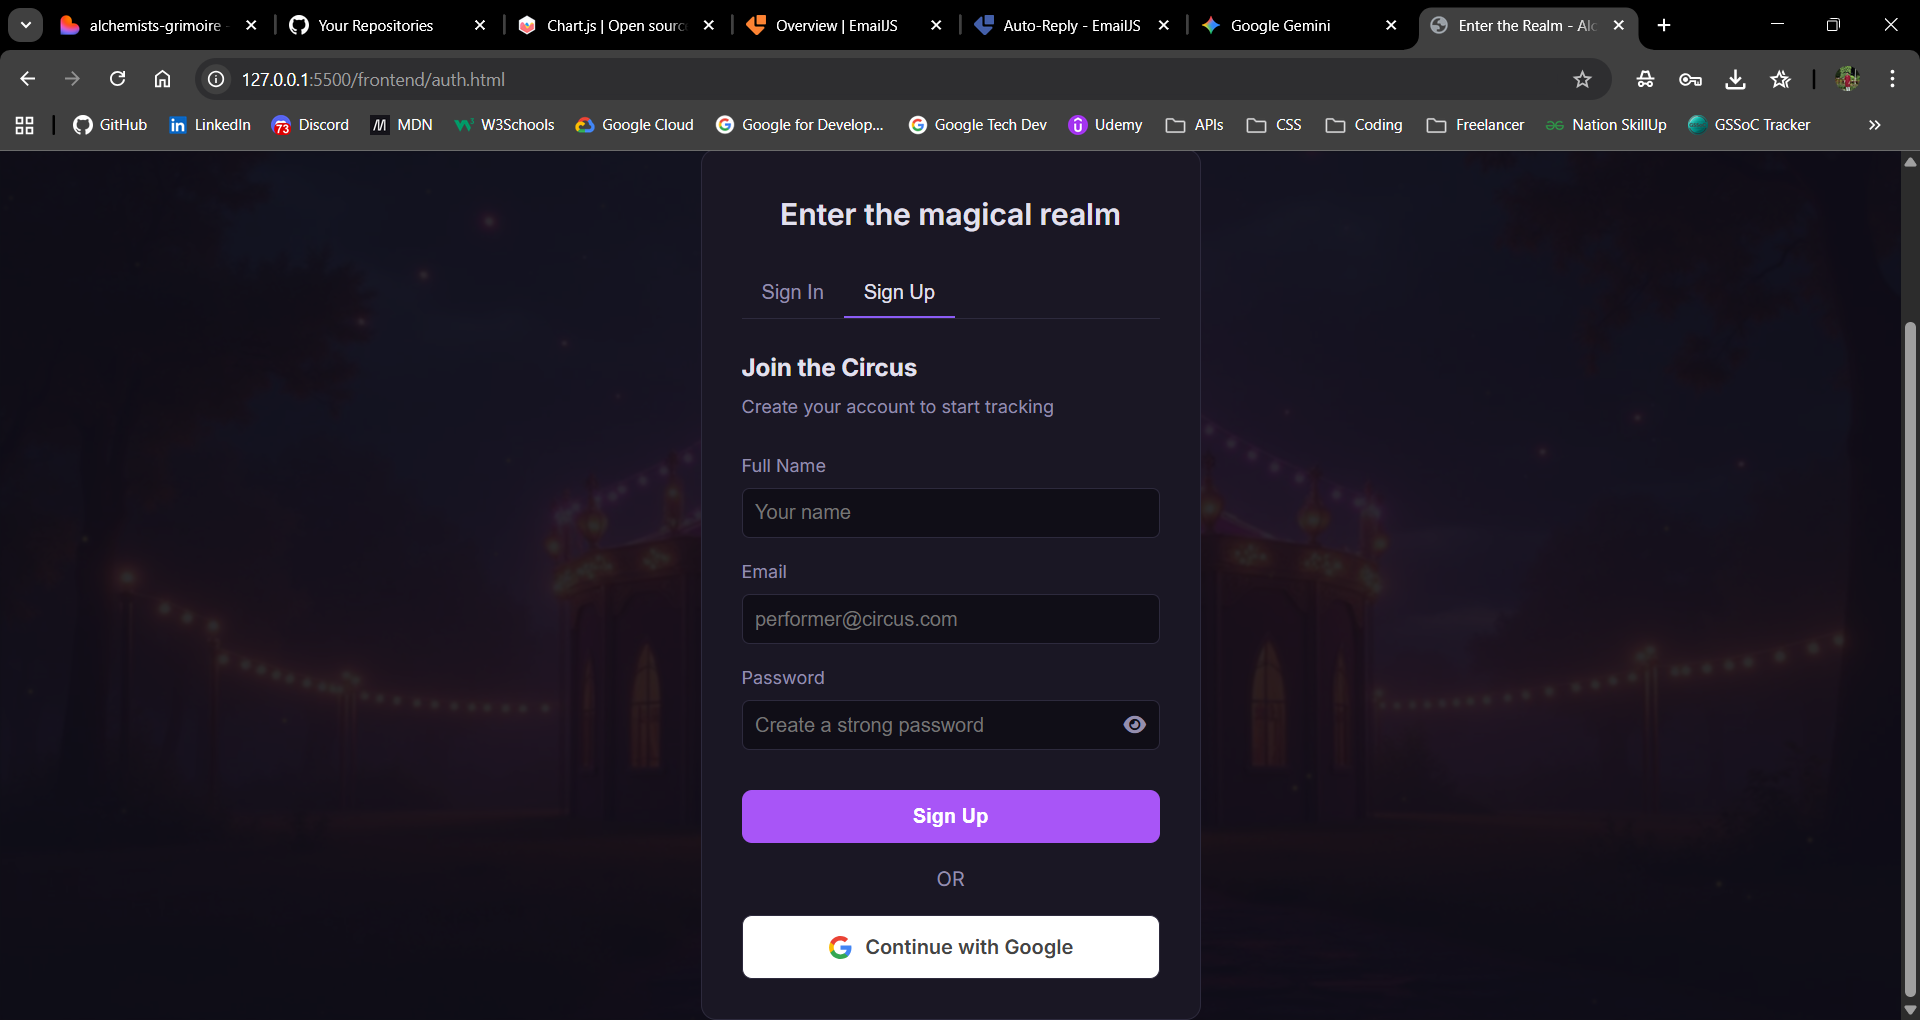 alchemists-grimoire -
Your Repositories
Chart.js | Open sourc
Overview | EmailJS
Auto-Reply - EmailJS
Google Gemini
Enter the Realm - Alc
127.0.0.1:5500/frontend/auth.html
GitHub
LinkedIn
73
Discord
MDN
W3Schools
Google Cloud
Google for Develop...
Google Tech Dev
Udemy
APIs
CSS
Coding
Freelancer
Nation SkillUp
GSSoC Tracker
Enter the magical realm
Sign In
Sign Up
Join the Circus
Create your account to start tracking
Full Name
Your name
Email
performer@circus.com
Password
Create a strong password
Sign Up
OR
Continue with Google